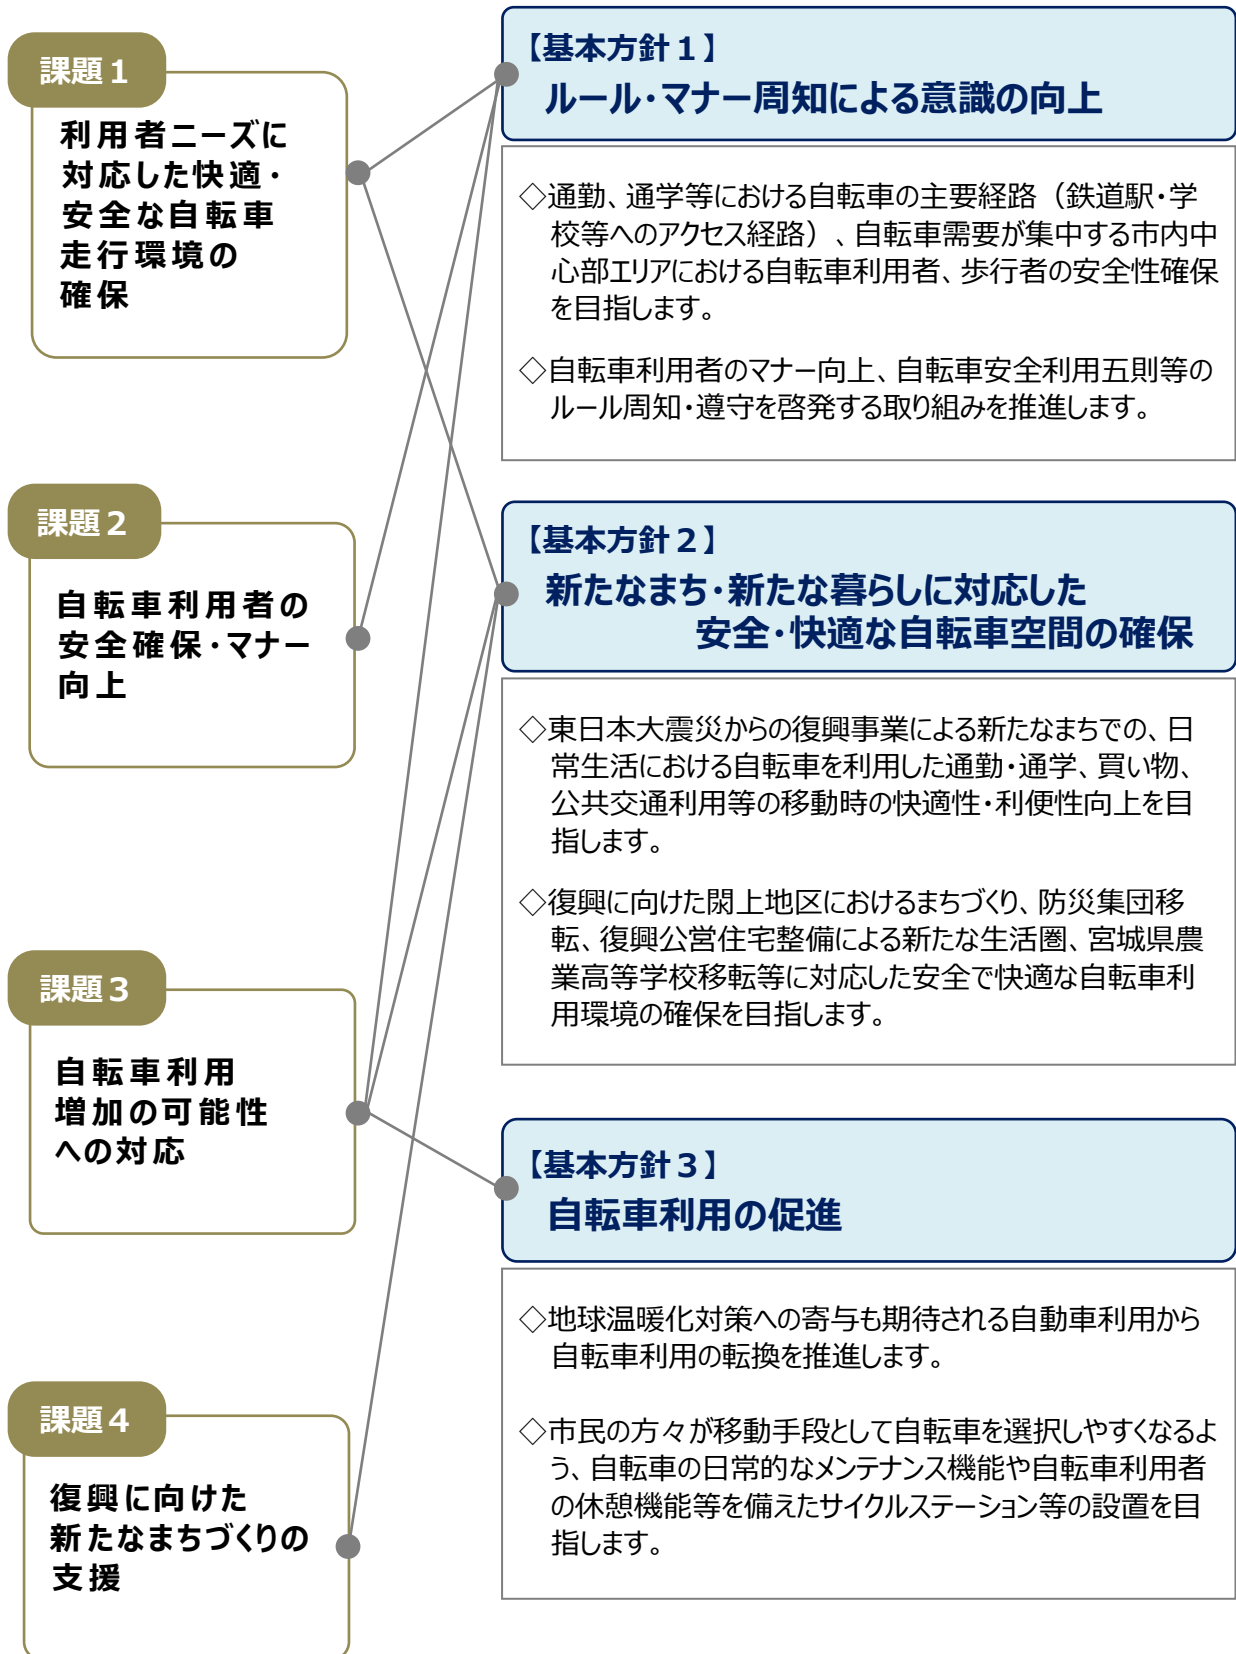 課題１
利用者ニーズに
対応した快適・
安全な自転車
走行環境の
確保
課題２
自転車利用者の
安全確保・マナー
向上
課題３
自転車利用
増加の可能性
への対応
課題４
復興に向けた
新たなまちづくりの
支援
【基本方針１】
ルール・マナー周知による意識の向上
◇通勤、通学等における自転車の主要経路（鉄道駅・学
校等へのアクセス経路）、自転車需要が集中する市内中
心部エリアにおける自転車利用者、歩行者の安全性確保
を目指します。
◇自転車利用者のマナー向上、自転車安全利用五則等の
ルール周知・遵守を啓発する取り組みを推進します。
【基本方針２】
新たなまち・新たな暮らしに対応した
安全・快適な自転車空間の確保
◇東日本大震災からの復興事業による新たなまちでの、日
常生活における自転車を利用した通勤・通学、買い物、
公共交通利用等の移動時の快適性・利便性向上を目
指します。
◇復興に向けた閖上地区におけるまちづくり、防災集団移
転、復興公営住宅整備による新たな生活圏、宮城県農
業高等学校移転等に対応した安全で快適な自転車利
用環境の確保を目指します。
【基本方針３】
自転車利用の促進
◇地球温暖化対策への寄与も期待される自動車利用から
自転車利用の転換を推進します。
◇市民の方々が移動手段として自転車を選択しやすくなるよ
う、自転車の日常的なメンテナンス機能や自転車利用者
の休憩機能等を備えたサイクルステーション等の設置を目
指します。